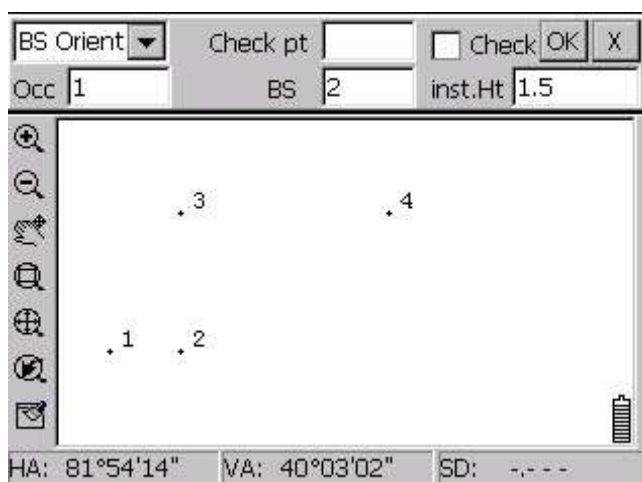 BS Orient Check pt Check OK X
Occ 1 BS 2 inst.Ht 1.5
3 4
1 2
HA: 81°54'14" VA: 40°03'02" SD: -.---